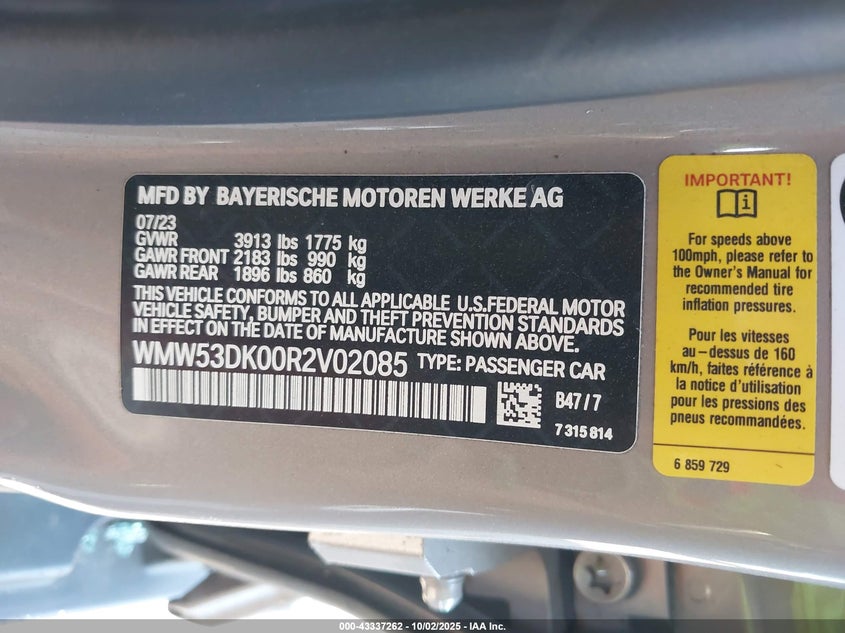 MFD BY BAYERISCHE MOTOREN WERKE AG
07/23
GVWR 3913 lbs 1775 kg
GAWR FRONT 2183 lbs 990 kg
GAWR REAR 1896 lbs 860 kg
THIS VEHICLE CONFORMS TO ALL APPLICABLE U.S.FEDERAL MOTOR
VEHICLE SAFETY, BUMPER AND THEFT PREVENTION STANDARDS
IN EFFECT ON THE DATE OF MANUFACTURE SHOWN ABOVE.
WMW53DK00R2V02085 TYPE: PASSENGER CAR
B47/7
7 315 814
IMPORTANT!
For speeds above
100mph, please refer to
the Owner's Manual for
recommended tire
inflation pressures.
Pour les vitesses
au-dessus de 160
km/h, faites référence à
la notice d'utilisation
pour les pressions des
pneus recommandées.
6 859 729
000-43337262 - 10/02/2025 - IAA Inc.